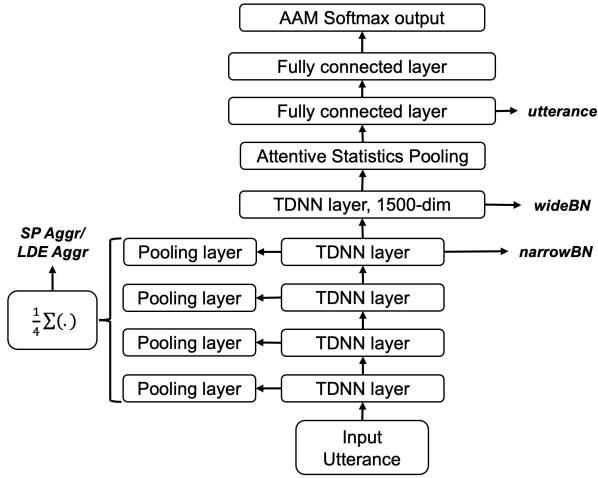 AAM Softmax output
Fully connected layer
Fully connected layer
utterance
Attentive Statistics Pooling
TDNN layer, 1500-dim
wideBN
SP Aggr/
LDE Aggr
Pooling layer
TDNN layer
narrowBN
Pooling layer
TDNN layer
1/4 ∑(.)
Pooling layer
TDNN layer
Pooling layer
TDNN layer
Input
Utterance